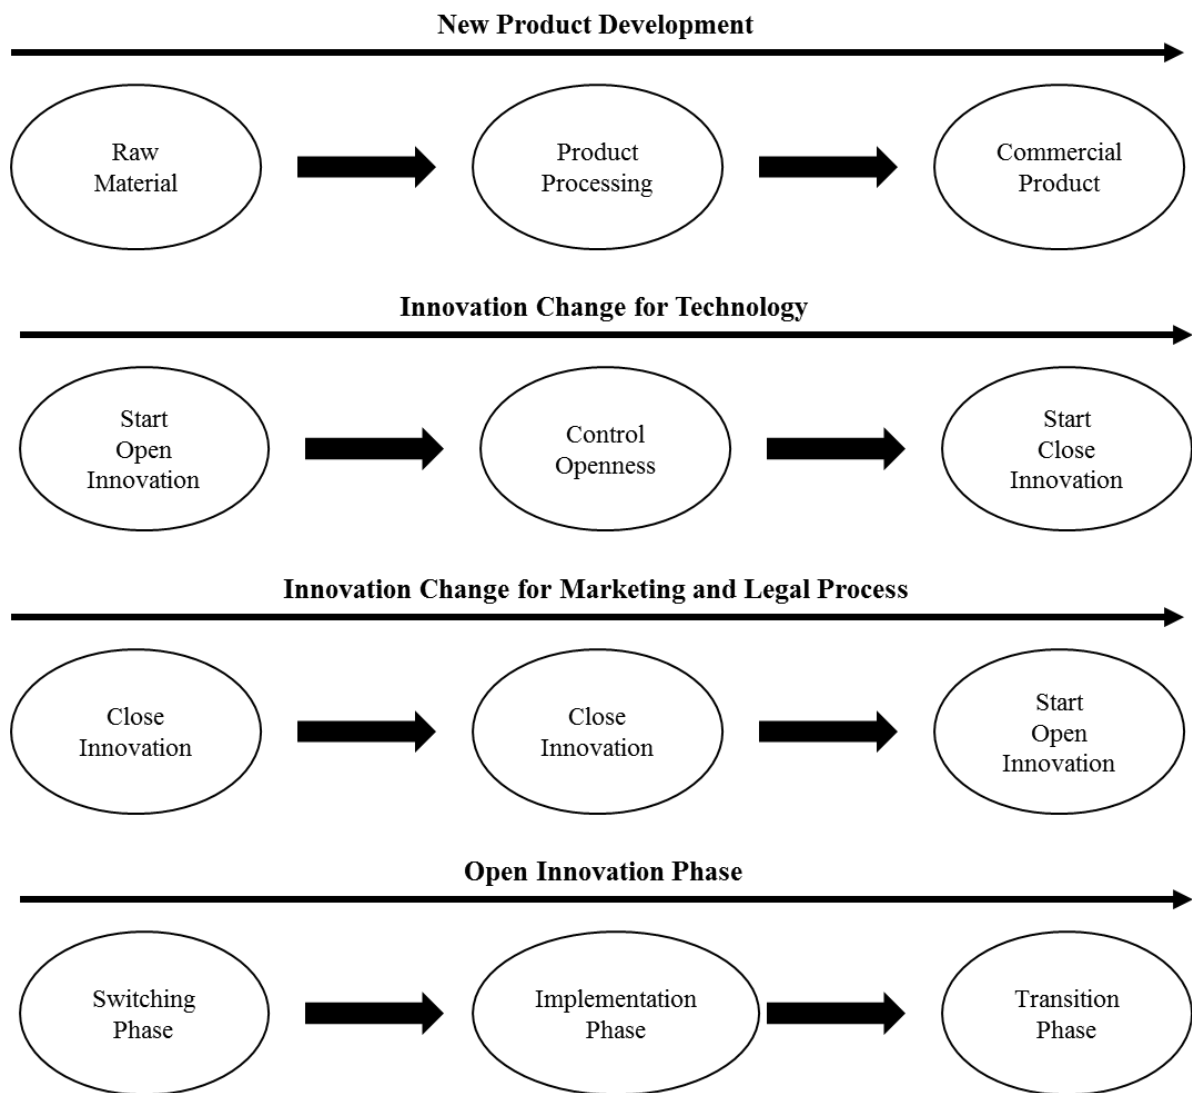 New Product Development
Raw
Material
Product
Processing
Commercial
Product
Innovation Change for Technology
Start
Open
Innovation
Control
Openness
Start
Close
Innovation
Innovation Change for Marketing and Legal Process
Close
Innovation
Close
Innovation
Start
Open
Innovation
Open Innovation Phase
Switching
Phase
Implementation
Phase
Transition
Phase